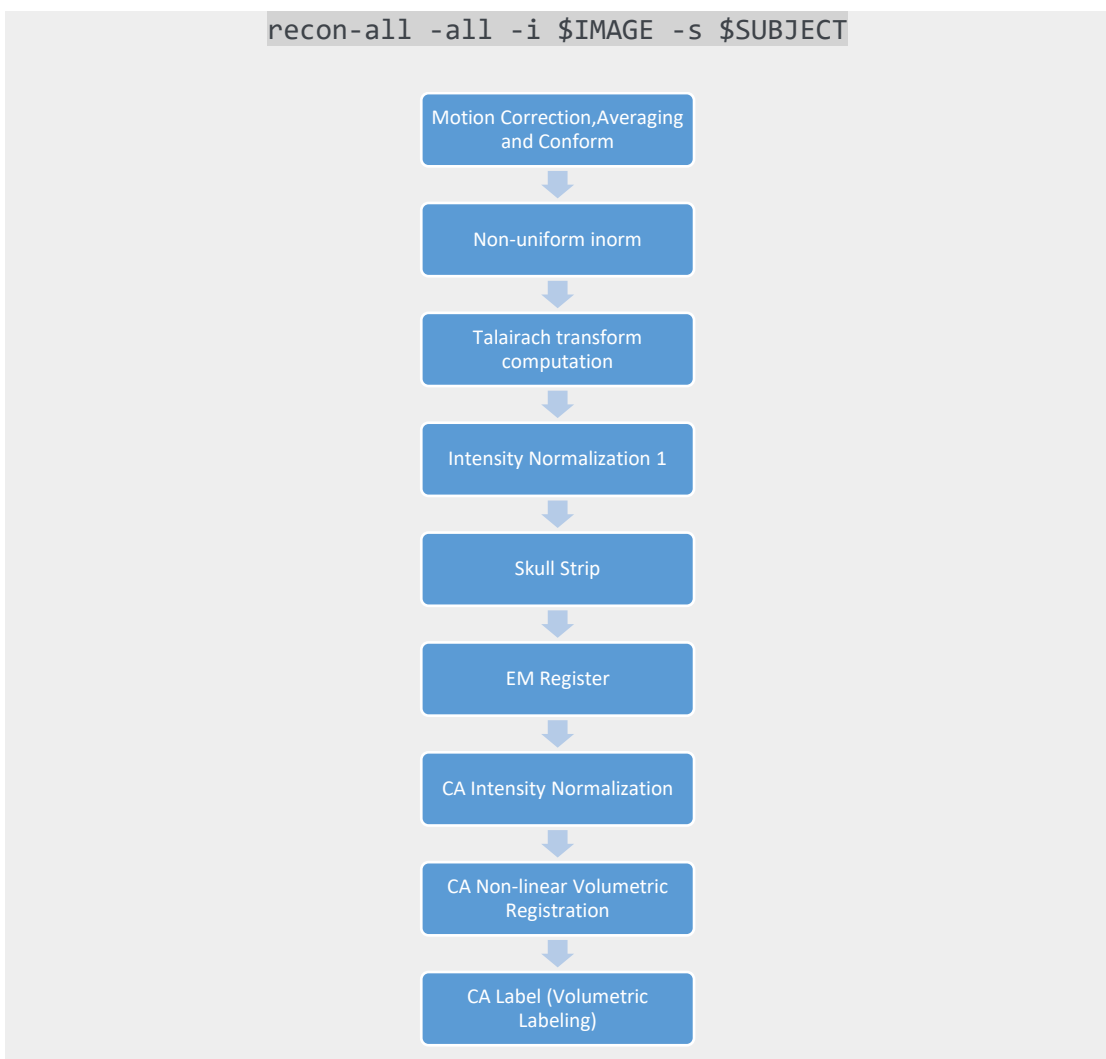 recon-all -all -i $IMAGE -s $SUBJECT
Motion Correction,Averaging
and Conform
Non-uniform inorm
Talairach transform
computation
Intensity Normalization 1
Skull Strip
EM Register
CA Intensity Normalization
CA Non-linear Volumetric
Registration
CA Label (Volumetric
Labeling)